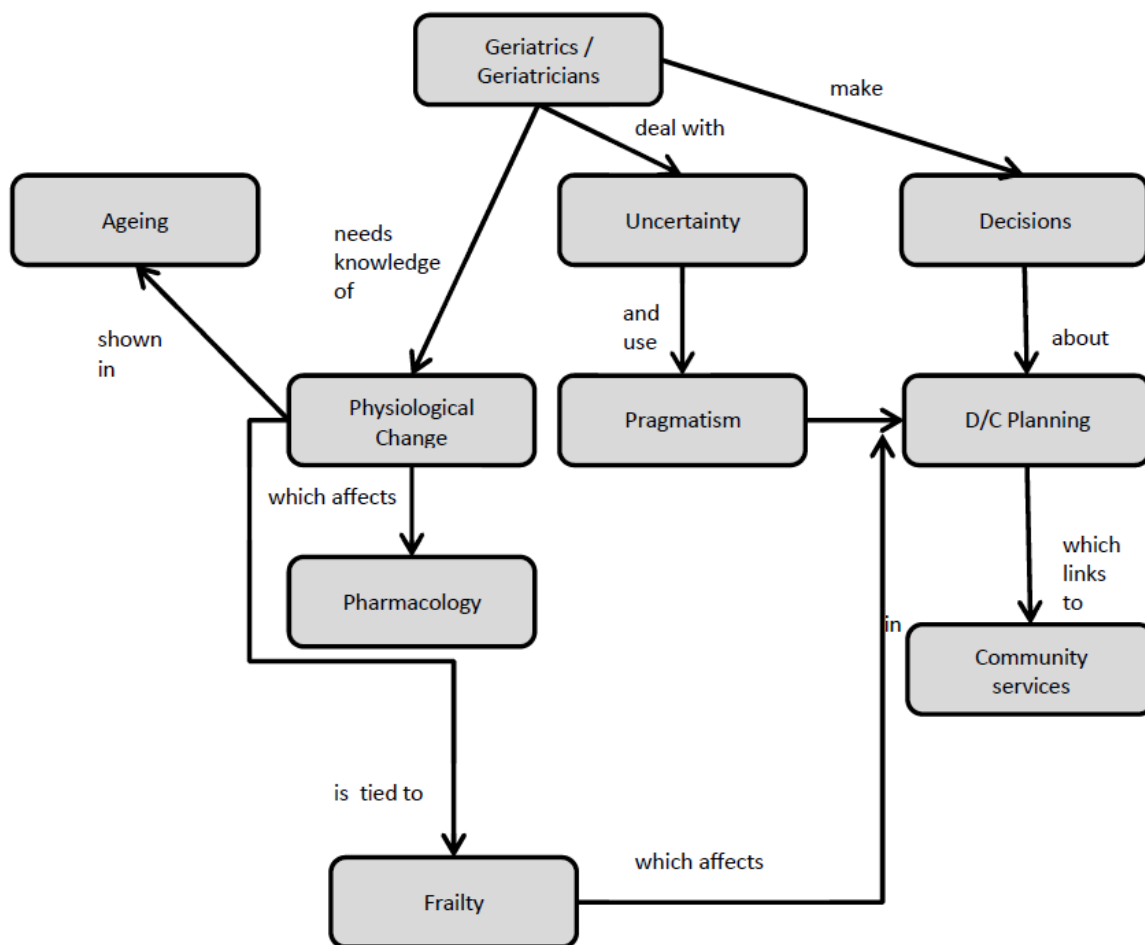 Geriatrics /
Geriatricians
make
deal with
Ageing
Uncertainty
Decisions
needs
knowledge
of
shown
in
and
use
about
Physiological
Change
Pragmatism
D/C Planning
which affects
which
links
to
Pharmacology
in
Community
services
is  tied to
which affects
Frailty